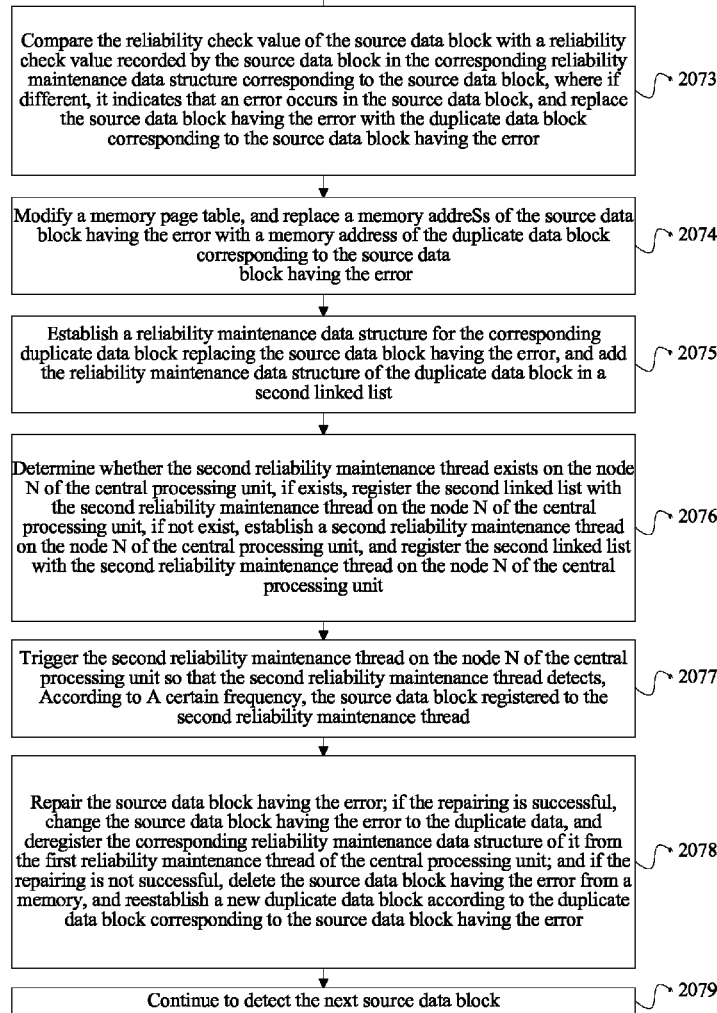 Compare the reliability check value of the source data block with a reliability
check value recorded by the source data block in the corresponding reliability
maintenance data structure corresponding to the source data block, where if
different, it indicates that an error occurs in the source data block, and replace
the source data block having the error with the duplicate data block
corresponding to the source data block having the error
2073
Modify a memory page table, and replace a memory addreSs of the source data
block having the error with a memory address of the duplicate data block
corresponding to the source data
block having the error
2074
Establish a reliability maintenance data structure for the corresponding
duplicate data block replacing the source data block having the error, and add
the reliability maintenance data structure of the duplicate data block in a
second linked list
2075
Determine whether the second reliability maintenance thread exists on the node
N of the central processing unit, if exists, register the second linked list with
the second reliability maintenance thread on the node N of the central
processing unit, if not exist, establish a second reliability maintenance thread
on the node N of the central processing unit, and register the second linked list
with the second reliability maintenance thread on the node N of the central
processing unit
2076
Trigger the second reliability maintenance thread on the node N of the central
processing unit so that the second reliability maintenance thread detects,
According to A certain frequency, the source data block registered to the
second reliability maintenance thread
2077
Repair the source data block having the error; if the repairing is successful,
change the source data block having the error to the duplicate data, and
deregister the corresponding reliability maintenance data structure of it from
the first reliability maintenance thread of the central processing unit; and if the
repairing is not successful, delete the source data block having the error from a
memory, and reestablish a new duplicate data block according to the duplicate
data block corresponding to the source data block having the error
2078
Continue to detect the next source data block
2079